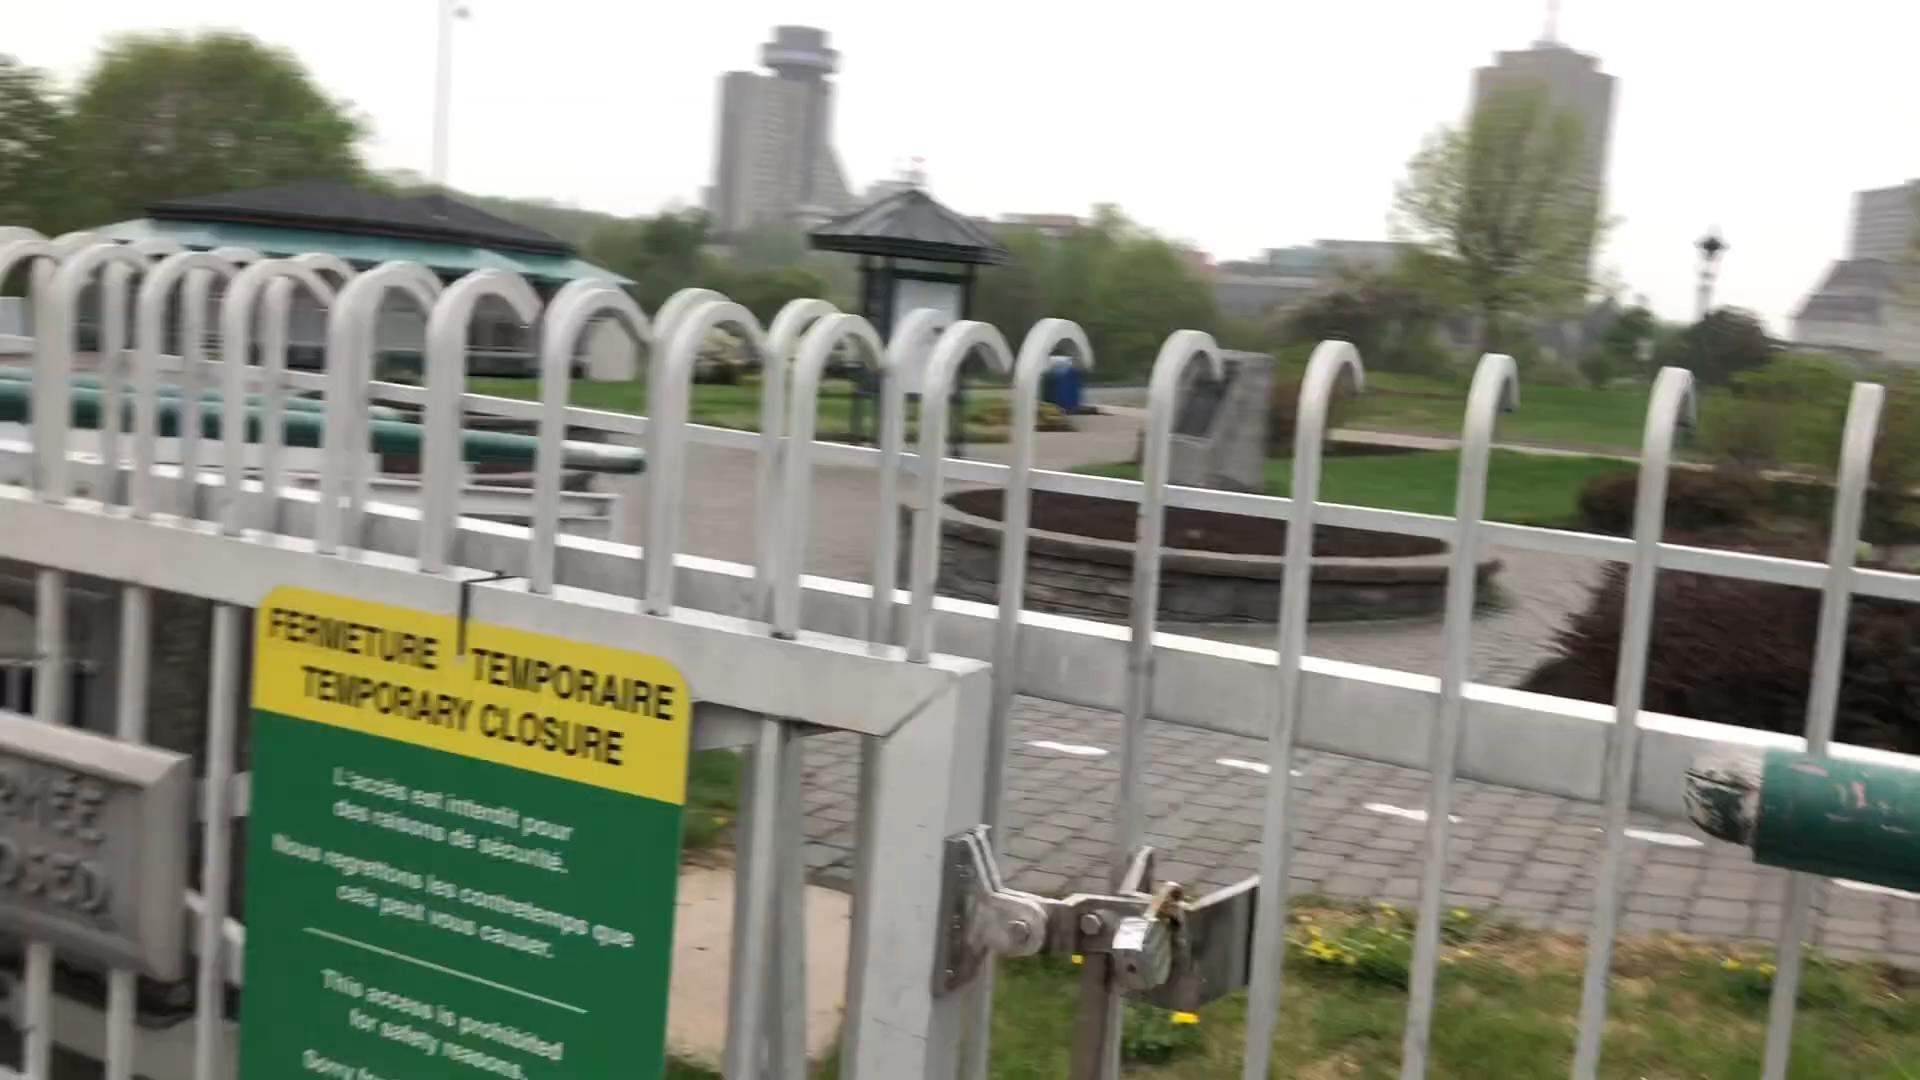 FERMETURE TEMPORAIRE
TEMPORARY CLOSURE
L'accès est interdit pour
des raisons de sécurité.
Nous regrettons les contretemps que
cela peut vous causer.
This access is prohibited
for safety reasons.
Sorry